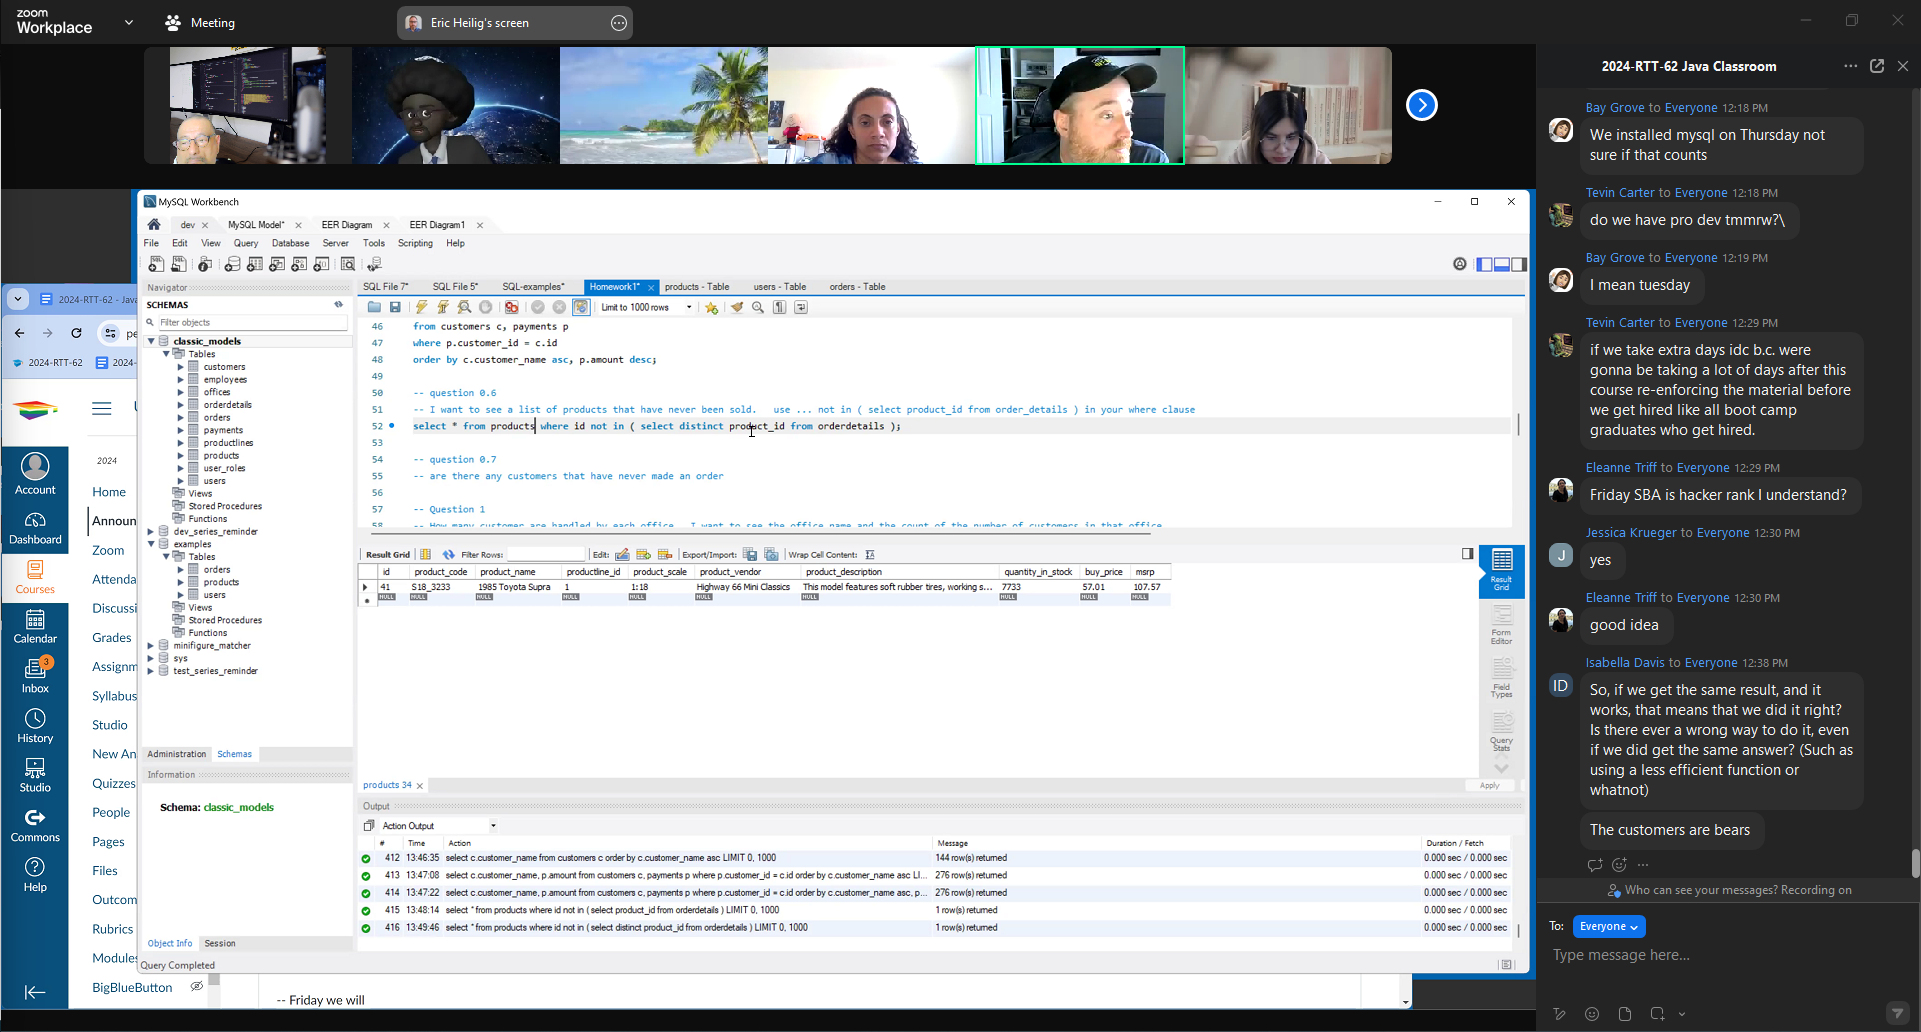 zoom
Workplace
Meeting
Eric Heilig's screen
2024-RTT-62 Java Classroom
Bay Grove to Everyone 12:18 PM
We installed mysql on Thursday not
sure if that counts
Tevin Carter to Everyone 12:18 PM
do we have pro dev tmmrw?\
Bay Grove to Everyone 12:19 PM
I mean tuesday
Tevin Carter to Everyone 12:29 PM
if we take extra days idc b.c. were
gonna be taking a lot of days after this
course re-enforcing the material before
we get hired like all boot camp
graduates who get hired.
Eleanne Triff to Everyone 12:29 PM
Friday SBA is hacker rank I understand?
Jessica Krueger to Everyone 12:30 PM
J
yes
Eleanne Triff to Everyone 12:30 PM
good idea
Isabella Davis to Everyone 12:38 PM
ID
So, if we get the same result, and it
works, that means that we did it right?
Is there ever a wrong way to do it, even
if we did get the same answer? (Such as
using a less efficient function or
whatnot)
The customers are bears
Who can see your messages? Recording on
To: Everyone
Type message here...
MySQL Workbench
dev
MySQL Model*
EER Diagram
EER Diagram1
File Edit View Query Database Server Tools Scripting Help
Navigator
SCHEMAS
Filter objects
classic_models
Tables
customers
employees
offices
orderdetails
orders
payments
productlines
products
user_roles
users
Views
Stored Procedures
Functions
dev_series_reminder
examples
Tables
orders
products
users
Views
Stored Procedures
Functions
minifigure_matcher
sys
test_series_reminder
Administration Schemas
Information
Schema: classic_models
Object Info Session
Query Completed
SQL File 7* SQL File 5* SQL-examples* Homework1* products - Table users - Table orders - Table
Limit to 1000 rows
46 from customers c, payments p
47 where p.customer_id = c.id
48 order by c.customer_name asc, p.amount desc;
49
50 -- question 0.6
51 -- I want to see a list of products that have never been sold. use ... not in ( select product_id from order_details ) in your where clause
52 select * from products where id not in ( select distinct product_id from orderdetails );
53
54 -- question 0.7
55 -- are there any customers that have never made an order
56
57 -- Question 1
58 -- How many customer are handled by each office. I want to see the office name and the count of the number of customers in that office
Result Grid Filter Rows: Edit: Export/Import: Wrap Cell Content:
id product_code product_name productline_id product_scale product_vendor product_description quantity_in_stock buy_price msrp
41 S18_3233 1985 Toyota Supra 1 1:18 Highway 66 Mini Classics This model features soft rubber tires, working s... 7733 57.01 107.57
NULL NULL NULL NULL NULL NULL NULL NULL NULL NULL
Result
Grid
Form
Editor
Field
Types
Query
Stats
products 34
Apply
Output
Action Output
# Time Action Message Duration / Fetch
412 13:46:35 select c.customer_name from customers c order by c.customer_name asc LIMIT 0, 1000 144 row(s) returned 0.000 sec / 0.000 sec
413 13:47:08 select c.customer_name, p.amount from customers c, payments p where p.customer_id = c.id order by c.customer_name asc LI... 276 row(s) returned 0.000 sec / 0.000 sec
414 13:47:22 select c.customer_name, p.amount from customers c, payments p where p.customer_id = c.id order by c.customer_name asc, p... 276 row(s) returned 0.000 sec / 0.000 sec
415 13:48:14 select * from products where id not in ( select product_id from orderdetails ) LIMIT 0, 1000 1 row(s) returned 0.000 sec / 0.000 sec
416 13:49:46 select * from products where id not in ( select distinct product_id from orderdetails ) LIMIT 0, 1000 1 row(s) returned 0.000 sec / 0.000 sec
2024-RTT-62 - Java
pe
2024-RTT-62
2024
Account
Dashboard
Courses
Calendar
3
Inbox
History
Studio
Commons
Help
2024
Home
Announ
Zoom
Attenda
Discussi
Grades
Assignm
Syllabus
Studio
New An
Quizzes
People
Pages
Files
Outcom
Rubrics
Modules
BigBlueButton
-- Friday we will